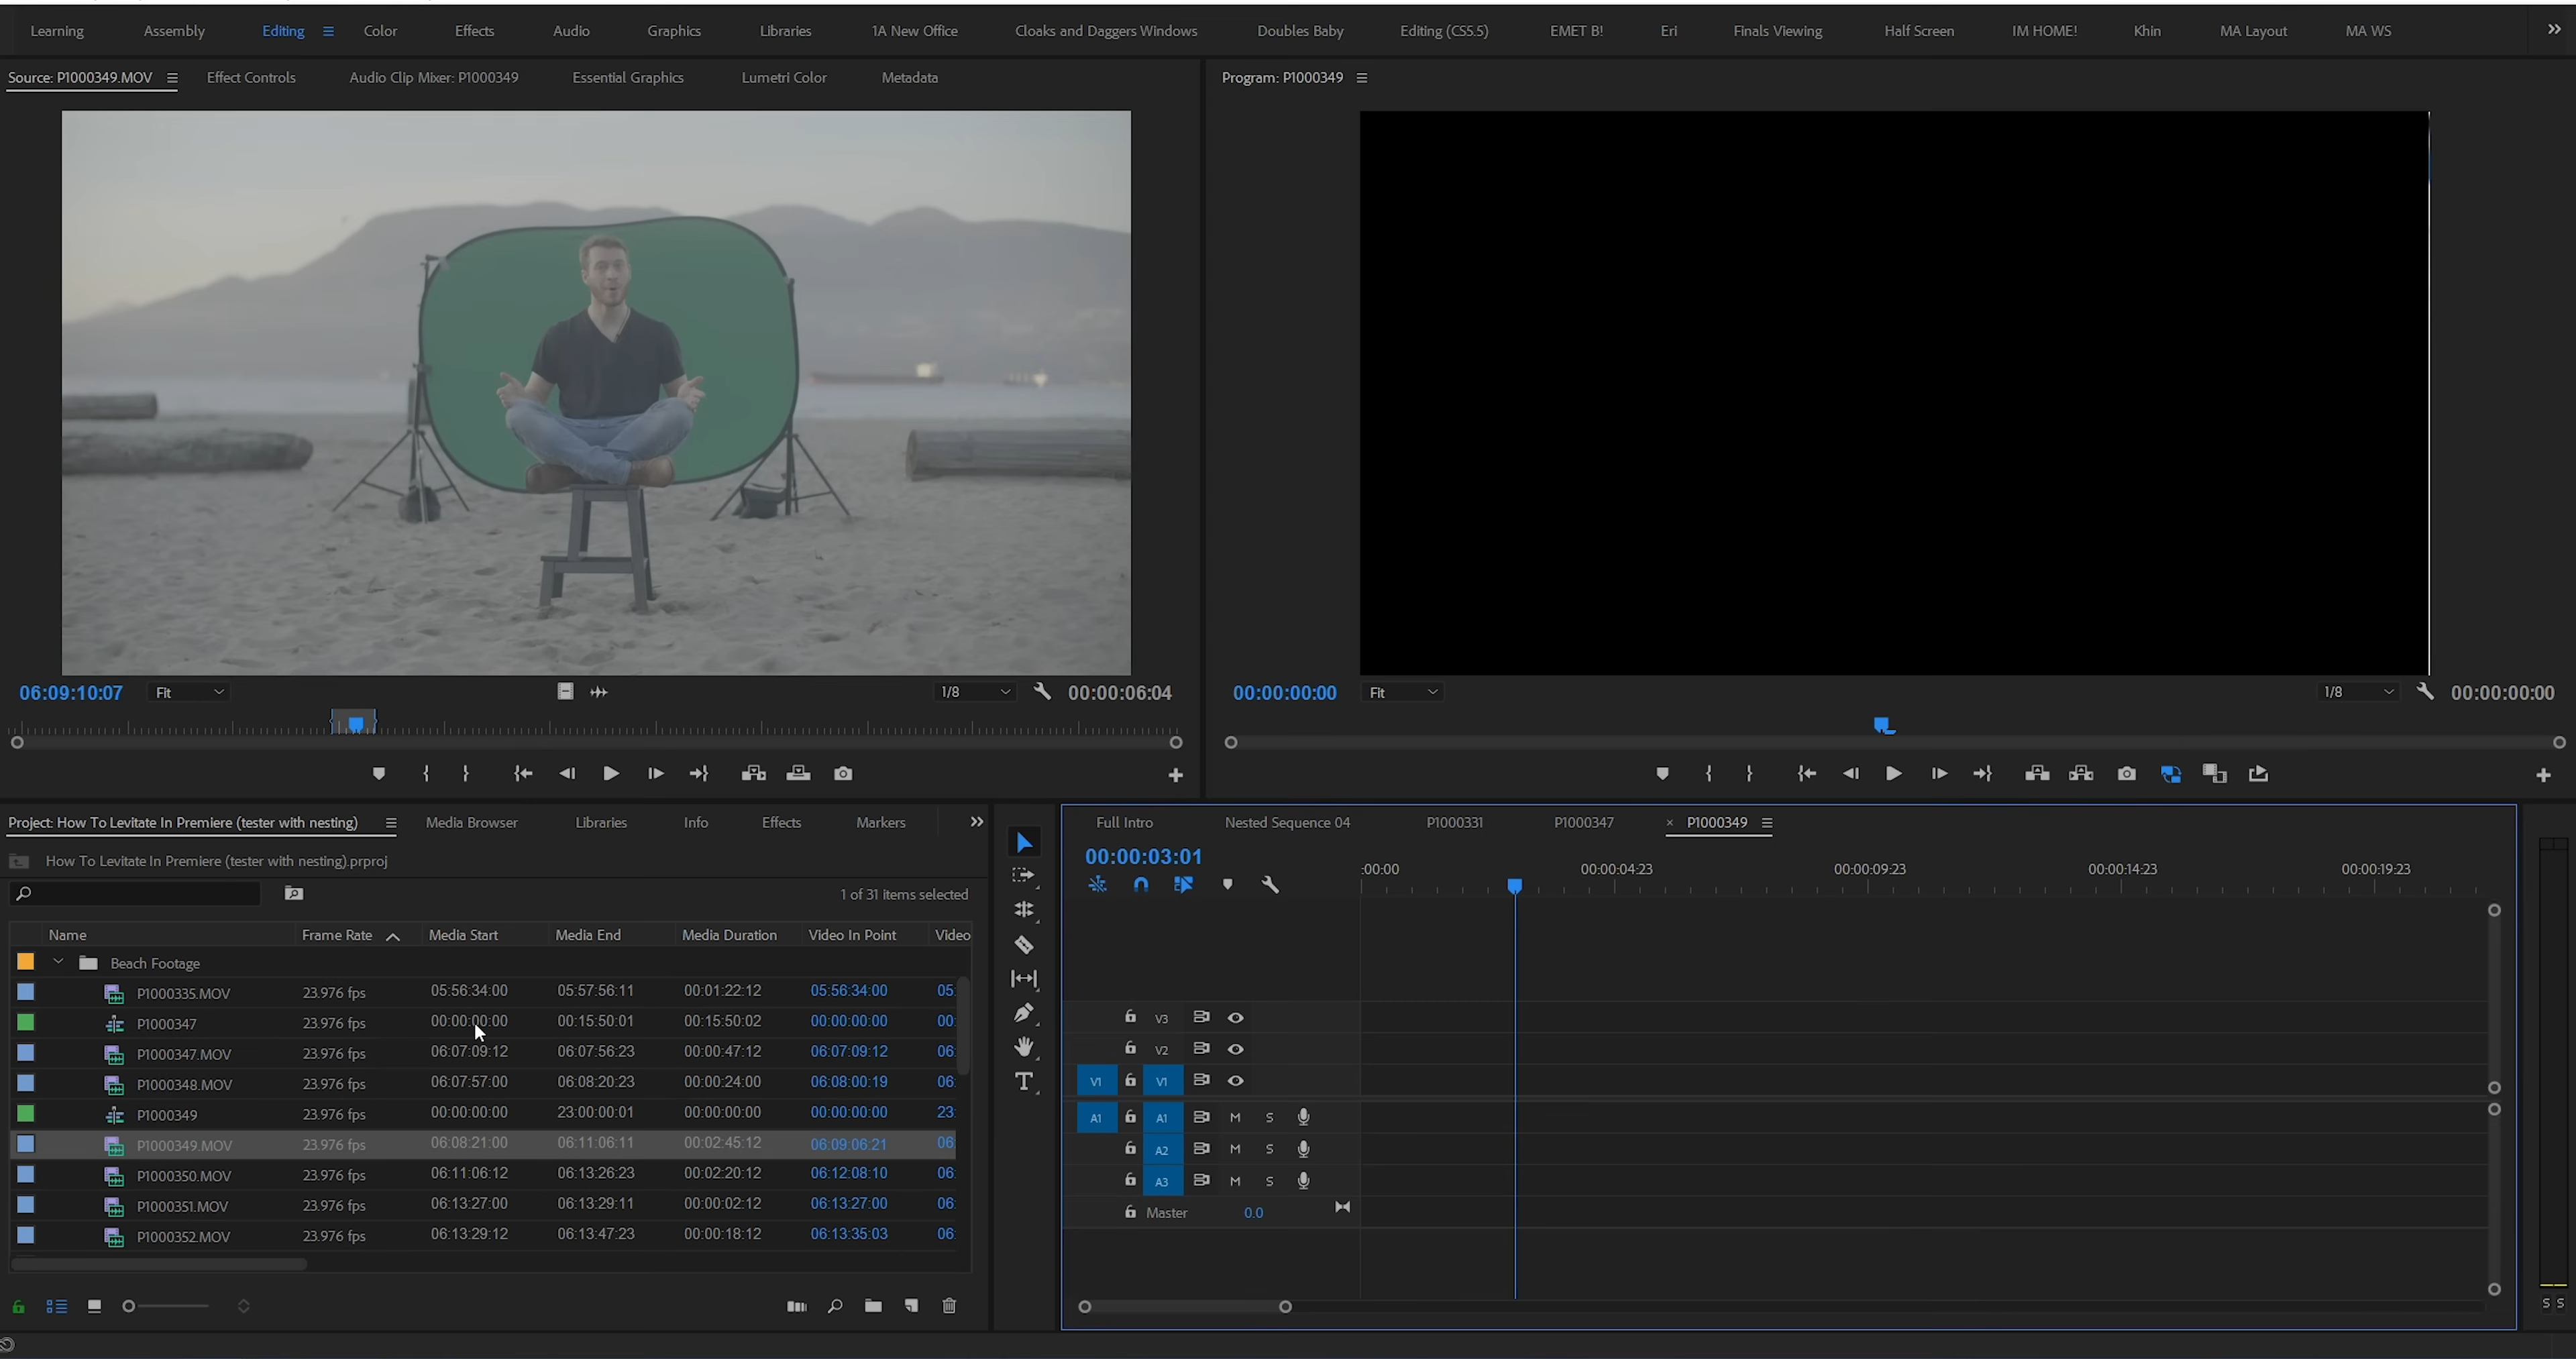 Learning Assembly Editing Color Effects Audio Graphics Libraries 1A New Office Cloaks and Daggers Windows Doubles Baby Editing (CS5.5) EMET B! Eri Finals Viewing Half Screen IM HOME! Khin MA Layout MA WS
Source: P1000349.MOV Effect Controls Audio Clip Mixer: P1000349 Essential Graphics Lumetri Color Metadata
Program: P1000349
06:09:10:07 Fit 1/8 00:00:06:04
00:00:00:00 Fit 1/8 00:00:00:00
Project: How To Levitate In Premiere (tester with nesting) Media Browser Libraries Info Effects Markers
How To Levitate In Premiere (tester with nesting).prproj
1 of 31 items selected
Name Frame Rate Media Start Media End Media Duration Video In Point Video
Beach Footage
P1000335.MOV 23.976 fps 05:56:34:00 05:57:56:11 00:01:22:12 05:56:34:00 05:
P1000347 23.976 fps 00:00:00:00 00:15:50:01 00:15:50:02 00:00:00:00 00:
P1000347.MOV 23.976 fps 06:07:09:12 06:07:56:23 00:00:47:12 06:07:09:12 06:
P1000348.MOV 23.976 fps 06:07:57:00 06:08:20:23 00:00:24:00 06:08:00:19 06:
P1000349 23.976 fps 00:00:00:00 23:00:00:01 00:00:00:00 00:00:00:00 23:
P1000349.MOV 23.976 fps 06:08:21:00 06:11:06:11 00:02:45:12 06:09:06:21 06:
P1000350.MOV 23.976 fps 06:11:06:12 06:13:26:23 00:02:20:12 06:12:08:10 06:
P1000351.MOV 23.976 fps 06:13:27:00 06:13:29:11 00:00:02:12 06:13:27:00 06:
P1000352.MOV 23.976 fps 06:13:29:12 06:13:47:23 00:00:18:12 06:13:35:03 06:
Full Intro Nested Sequence 04 P1000331 P1000347 × P1000349
00:00:03:01
:00:00 00:00:04:23 00:00:09:23 00:00:14:23 00:00:19:23
V3
V2
V1 V1
A1 A1 M S
A2 M S
A3 M S
Master 0.0
S S